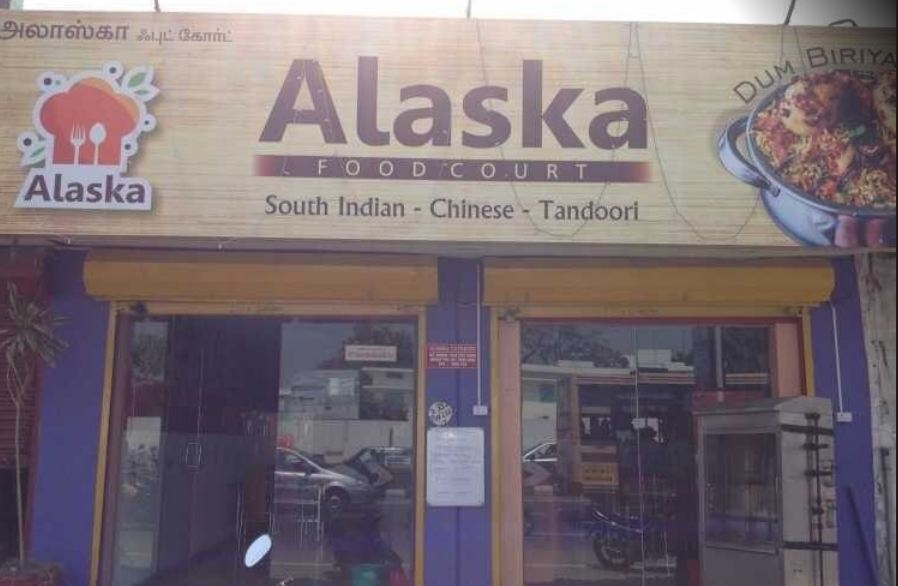 அலாஸ்கா ஃபுட் கோர்ட்
Alaska
FOOD COURT
South Indian - Chinese - Tandoori
Alaska
DUM BIRIYA